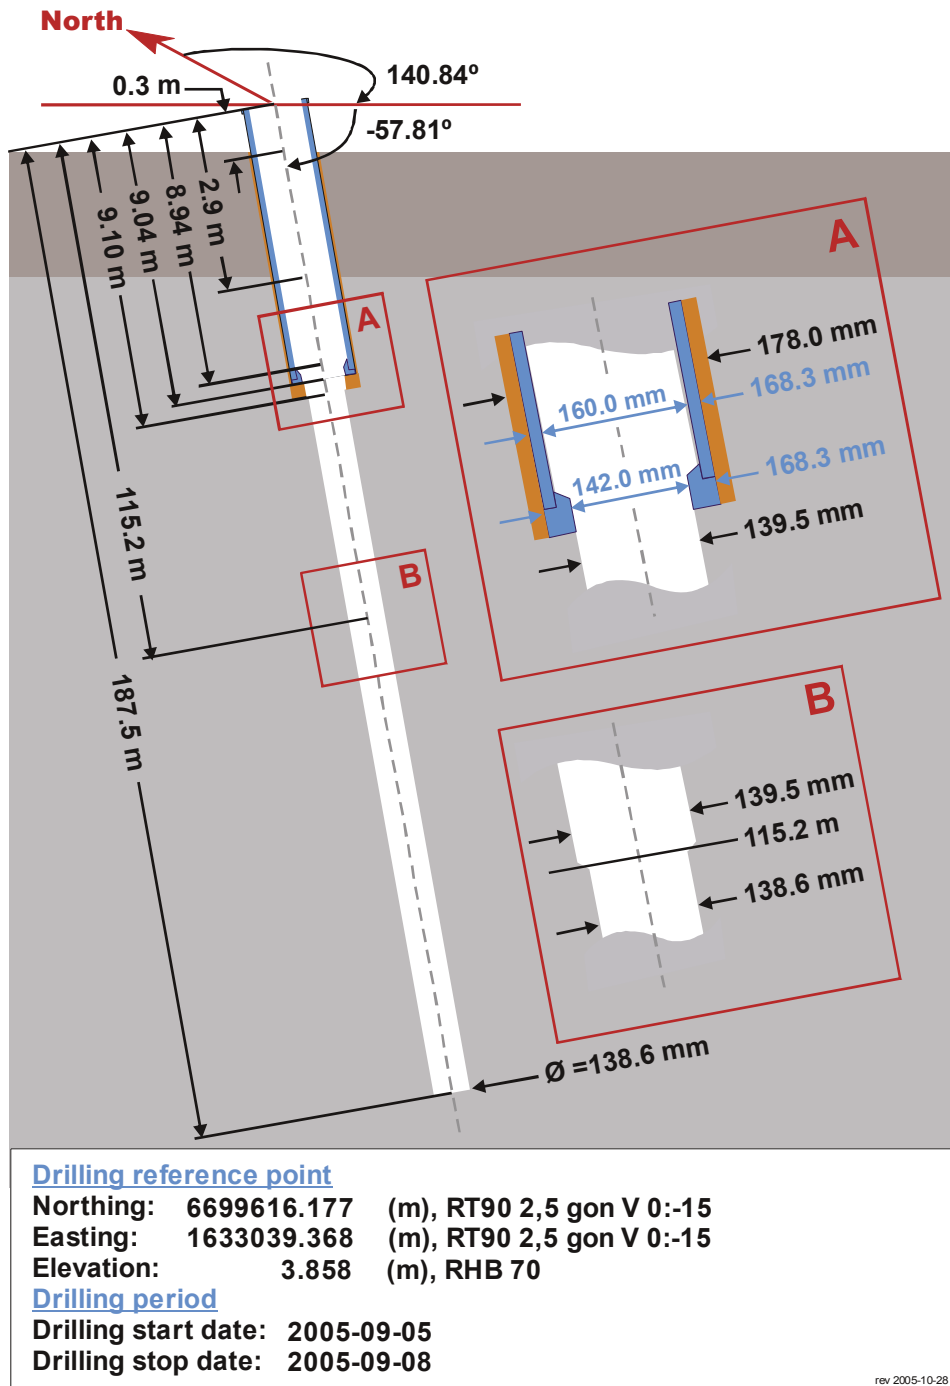 North
140.84º
0.3 m
-57.81º
2.9 m
8.94 m
9.04 m
9.10 m
A
A
178.0 mm
168.3 mm
160.0 mm
168.3 mm
142.0 mm
139.5 mm
115.2 m
B
187.5 m
B
139.5 mm
115.2 m
138.6 mm
Ø =138.6 mm
Drilling reference point
Northing: 6699616.177 (m), RT90 2,5 gon V 0:-15
Easting: 1633039.368 (m), RT90 2,5 gon V 0:-15
Elevation: 3.858 (m), RHB 70
Drilling period
Drilling start date: 2005-09-05
Drilling stop date: 2005-09-08
rev 2005-10-28